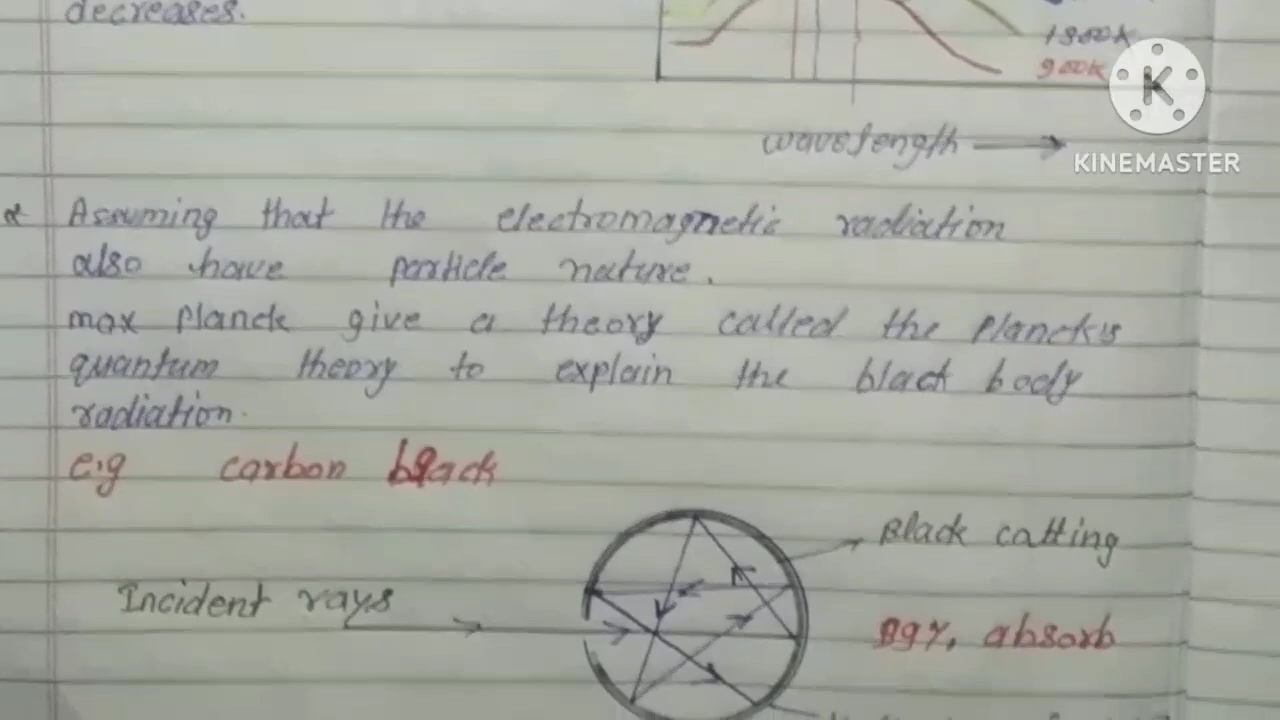 decreases.
1800K
900K
wavelength
KINEMASTER
Assuming that the electromagnetic radiation
also have particle nature.
max planck give a theory called the planck's
quantum theory to explain the black body
radiation.
e.g carbon black
Black catting
Incident rays
99% absorb